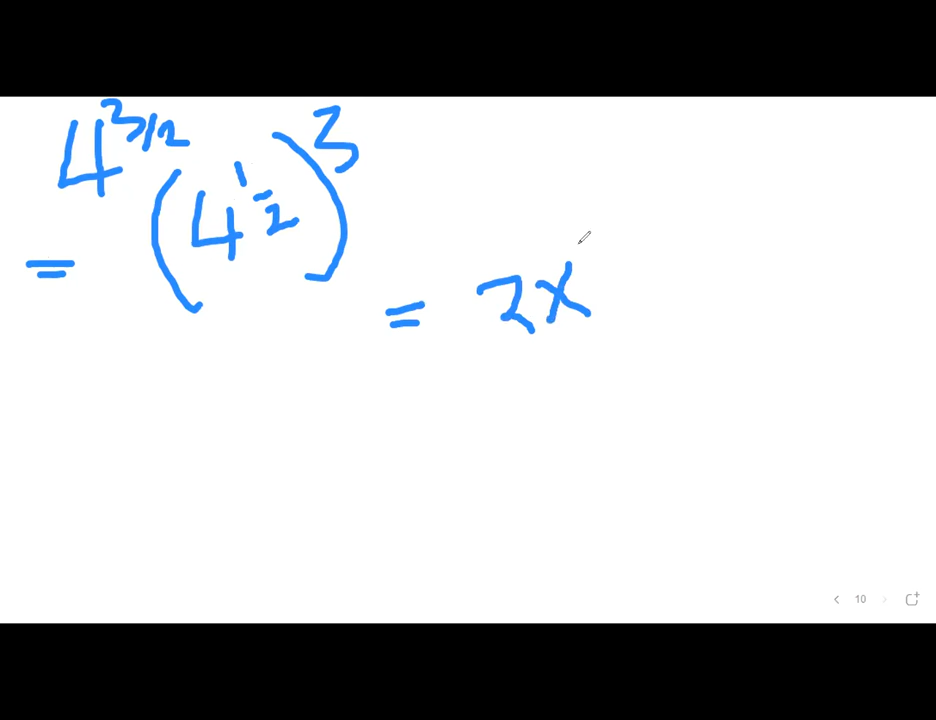 4^{3/2}
= (4^{1/2})^3
= 2x
10